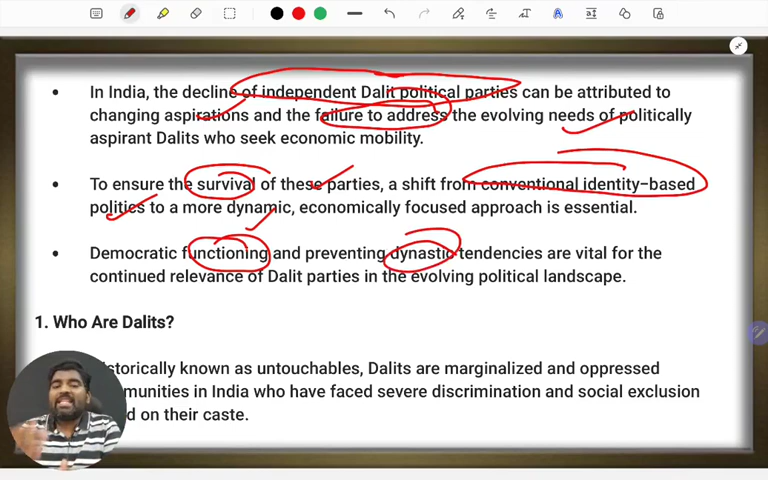 In India, the decline of independent Dalit political parties can be attributed to
changing aspirations and the failure to address the evolving needs of politically
aspirant Dalits who seek economic mobility.
To ensure the survival of these parties, a shift from conventional identity-based
politics to a more dynamic, economically focused approach is essential.
Democratic functioning and preventing dynastic tendencies are vital for the
continued relevance of Dalit parties in the evolving political landscape.
1. Who Are Dalits?
known as untouchables, Dalits are marginalized and oppressed
in India who have faced severe discrimination and social exclusion
on their caste.